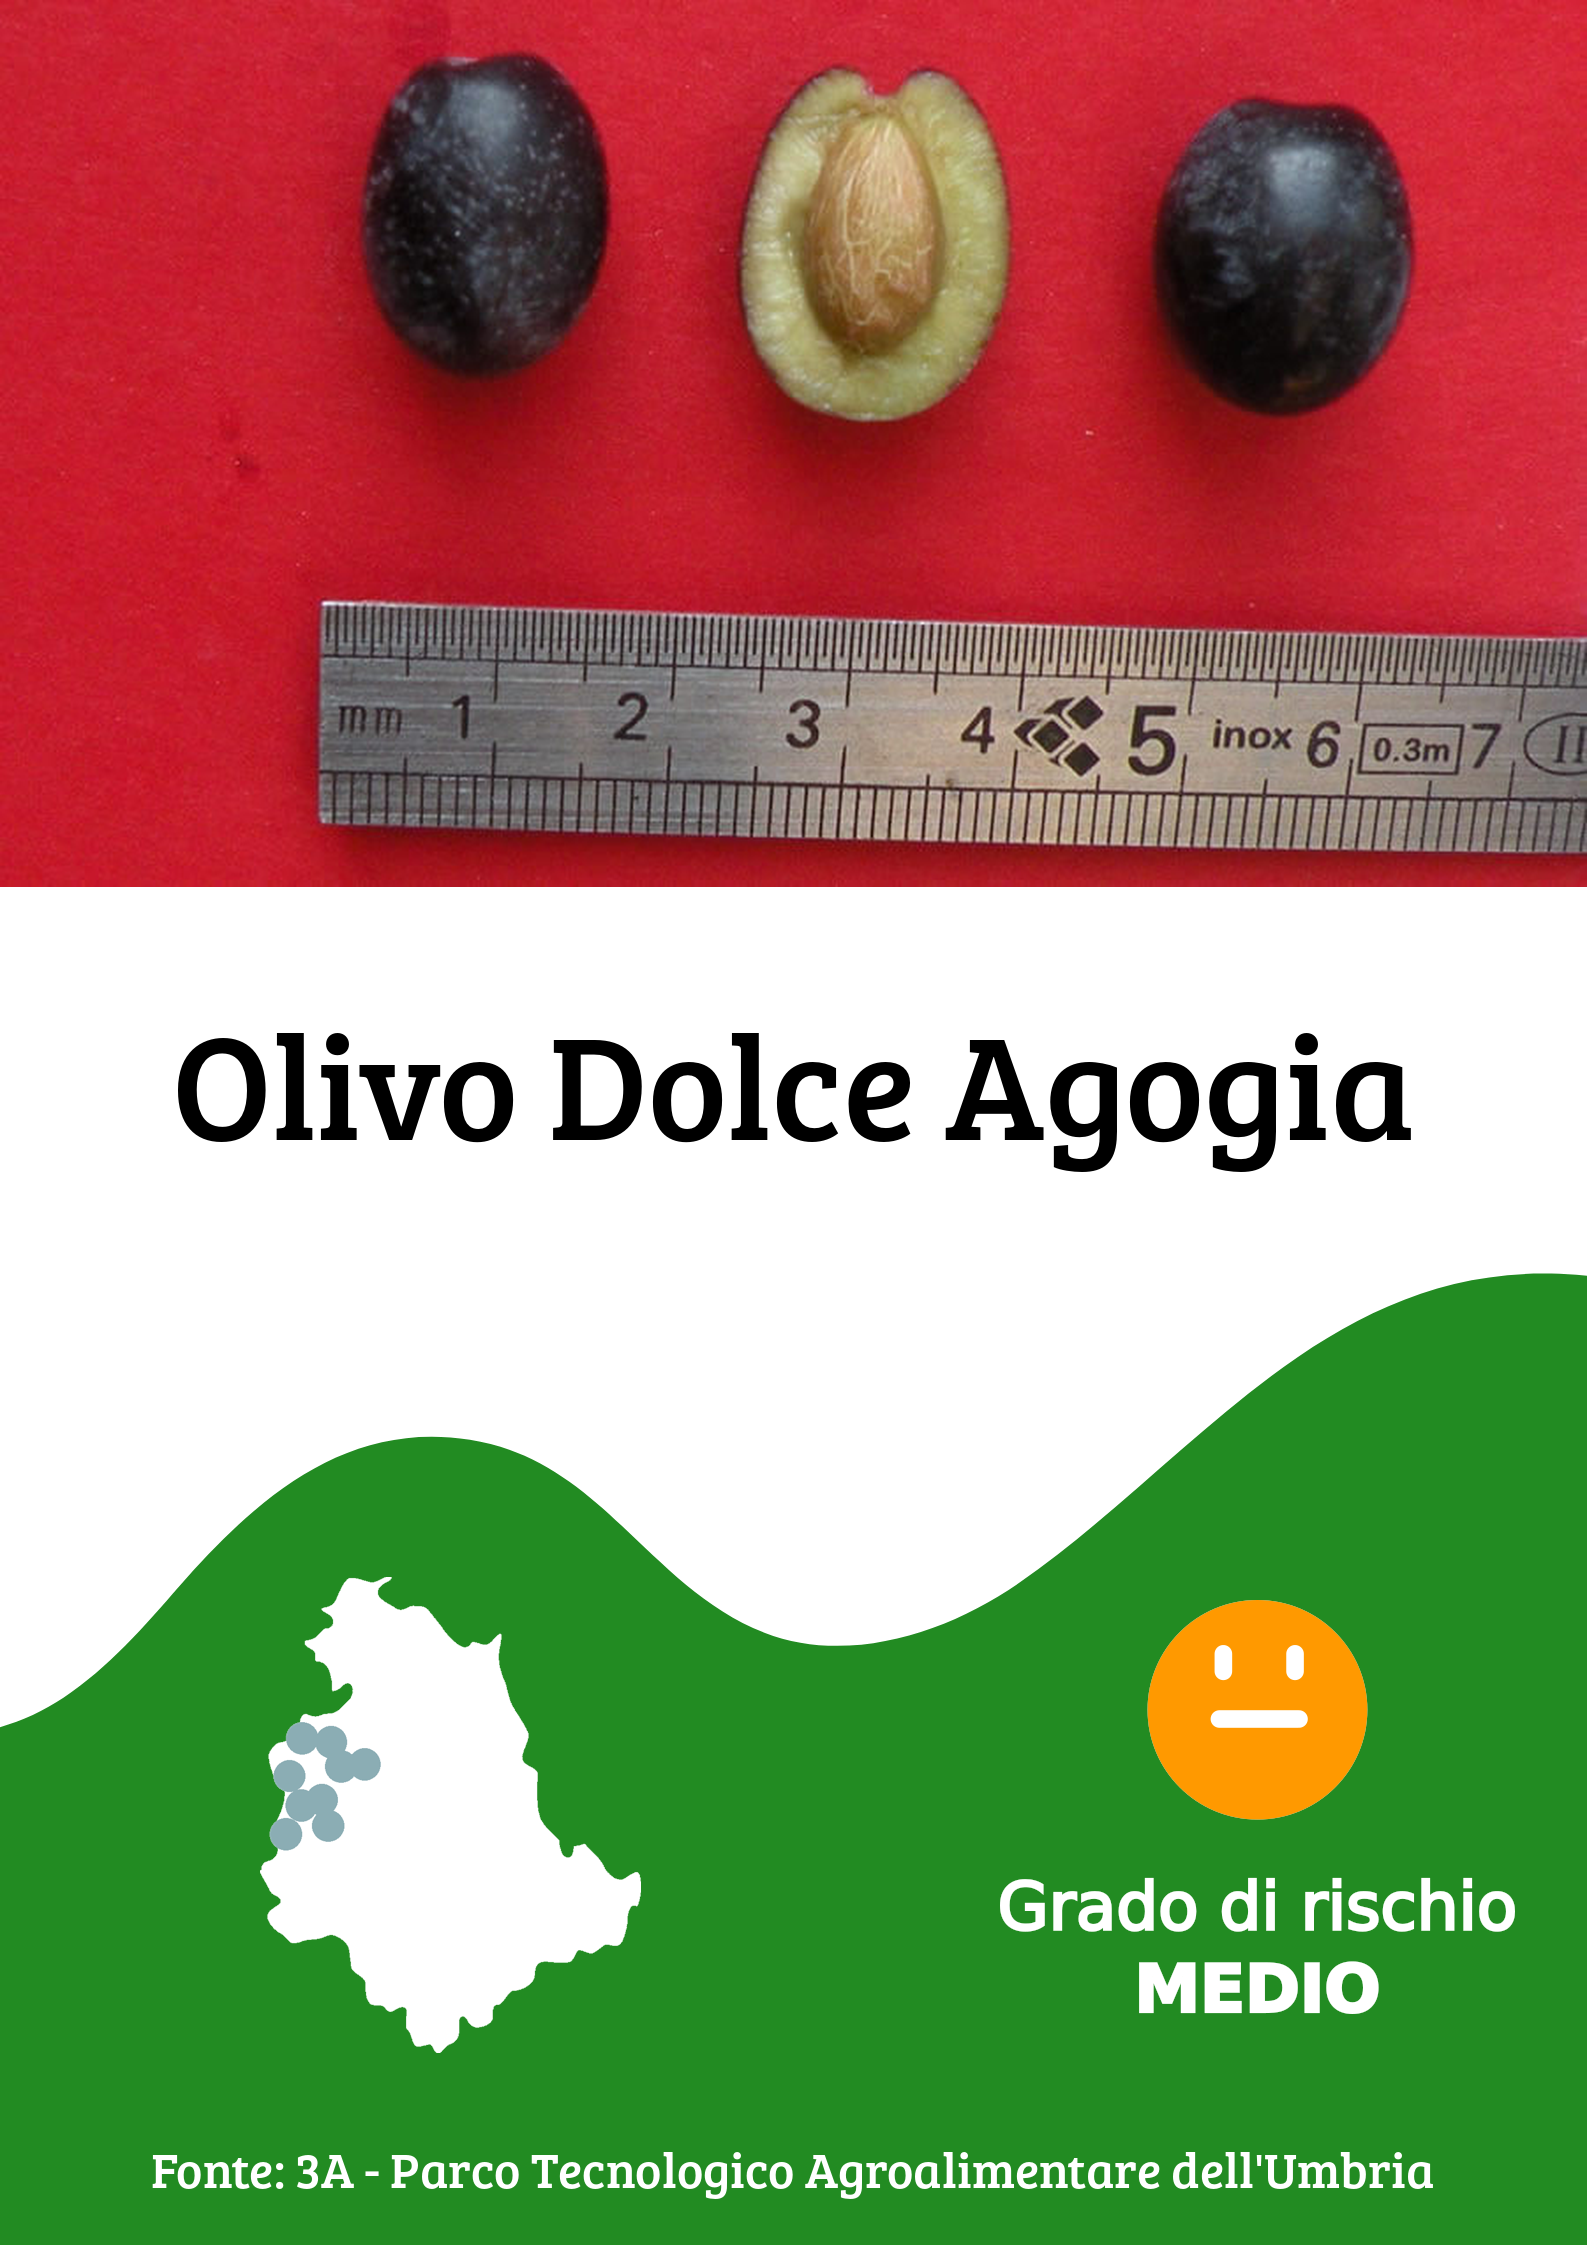 mm 1 2 3 4 5 inox 6 0.3m 7 II
Olivo Dolce Agogia
Grado di rischio
MEDIO
Fonte: 3A - Parco Tecnologico Agroalimentare dell'Umbria